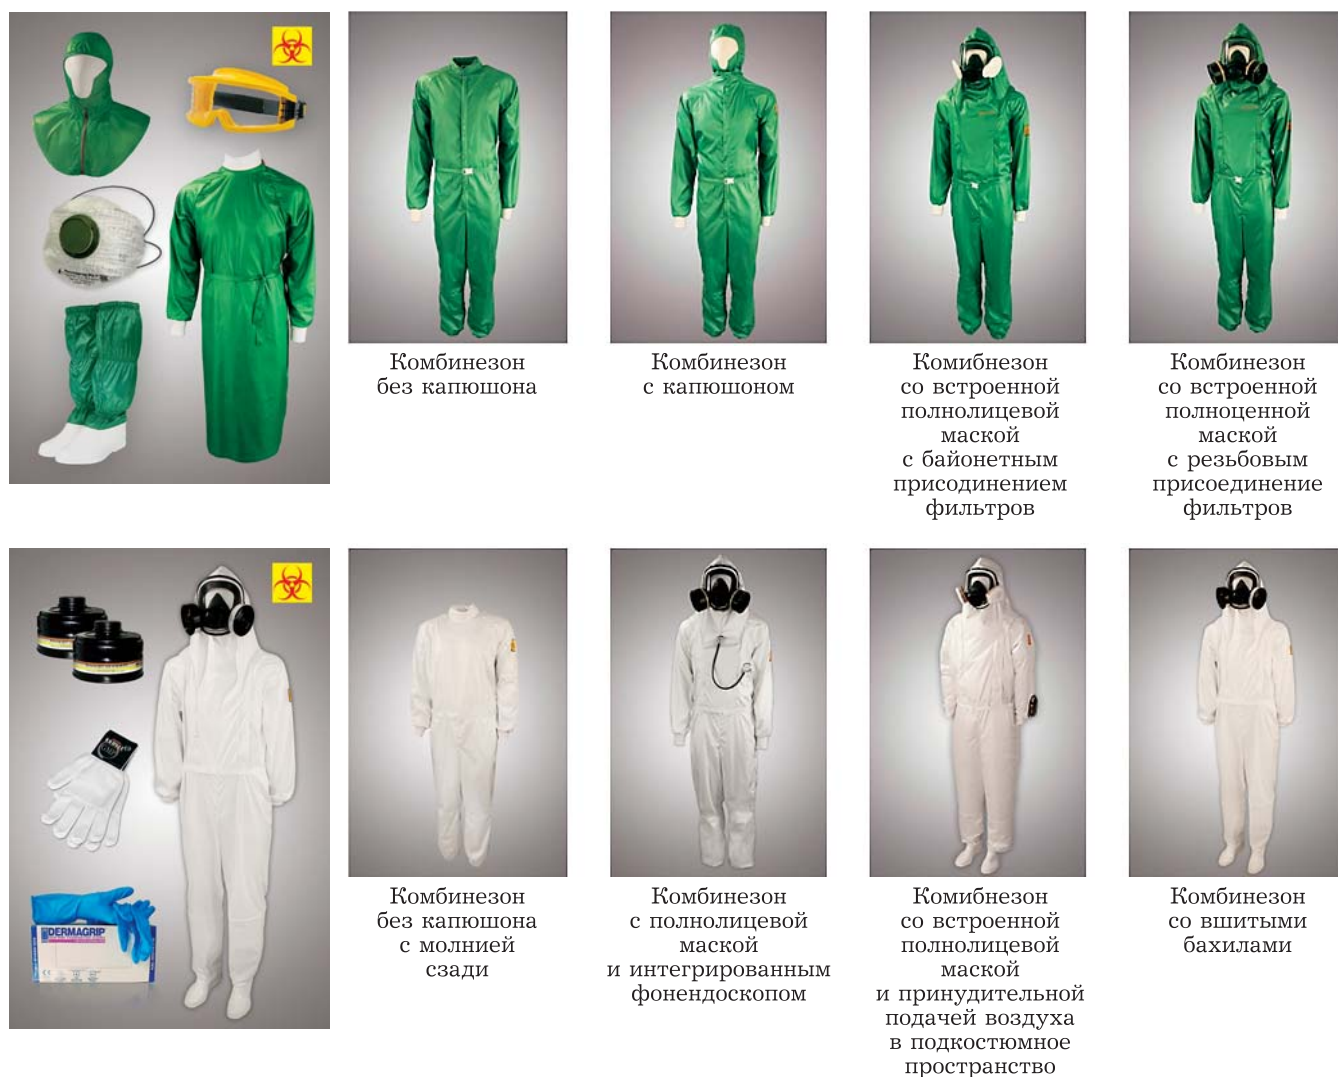 Комбинезон
без капюшона
Комбинезон
с капюшоном
Комибнезон
со встроенной
полнолицевой
маской
с байонетным
присодинением
фильтров
Комбинезон
со встроенной
полноценной
маской
с резьбовым
присоединение
фильтров
DERMAGRIP
Комбинезон
без капюшона
с молнией
сзади
Комбинезон
с полнолицевой
маской
и интегрированным
фонендоскопом
Комибнезон
со встроенной
полнолицевой
маской
и принудительной
подачей воздуха
в подкостюмное
пространство
Комбинезон
со вшитыми
бахилами